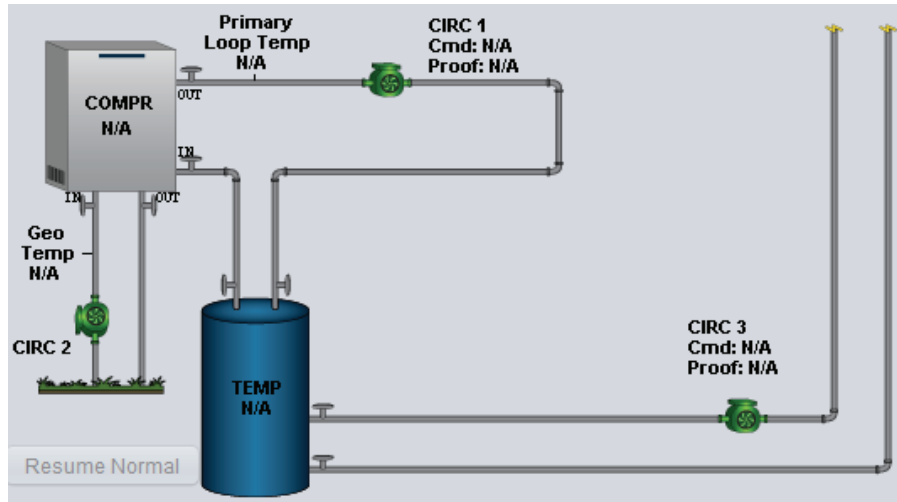 Primary
Loop Temp
N/A
CIRC 1
Cmd: N/A
Proof: N/A
COMPR
N/A
OUT
IN
IN
OUT
Geo
Temp
N/A
CIRC 2
CIRC 3
Cmd: N/A
Proof: N/A
TEMP
N/A
Resume Normal